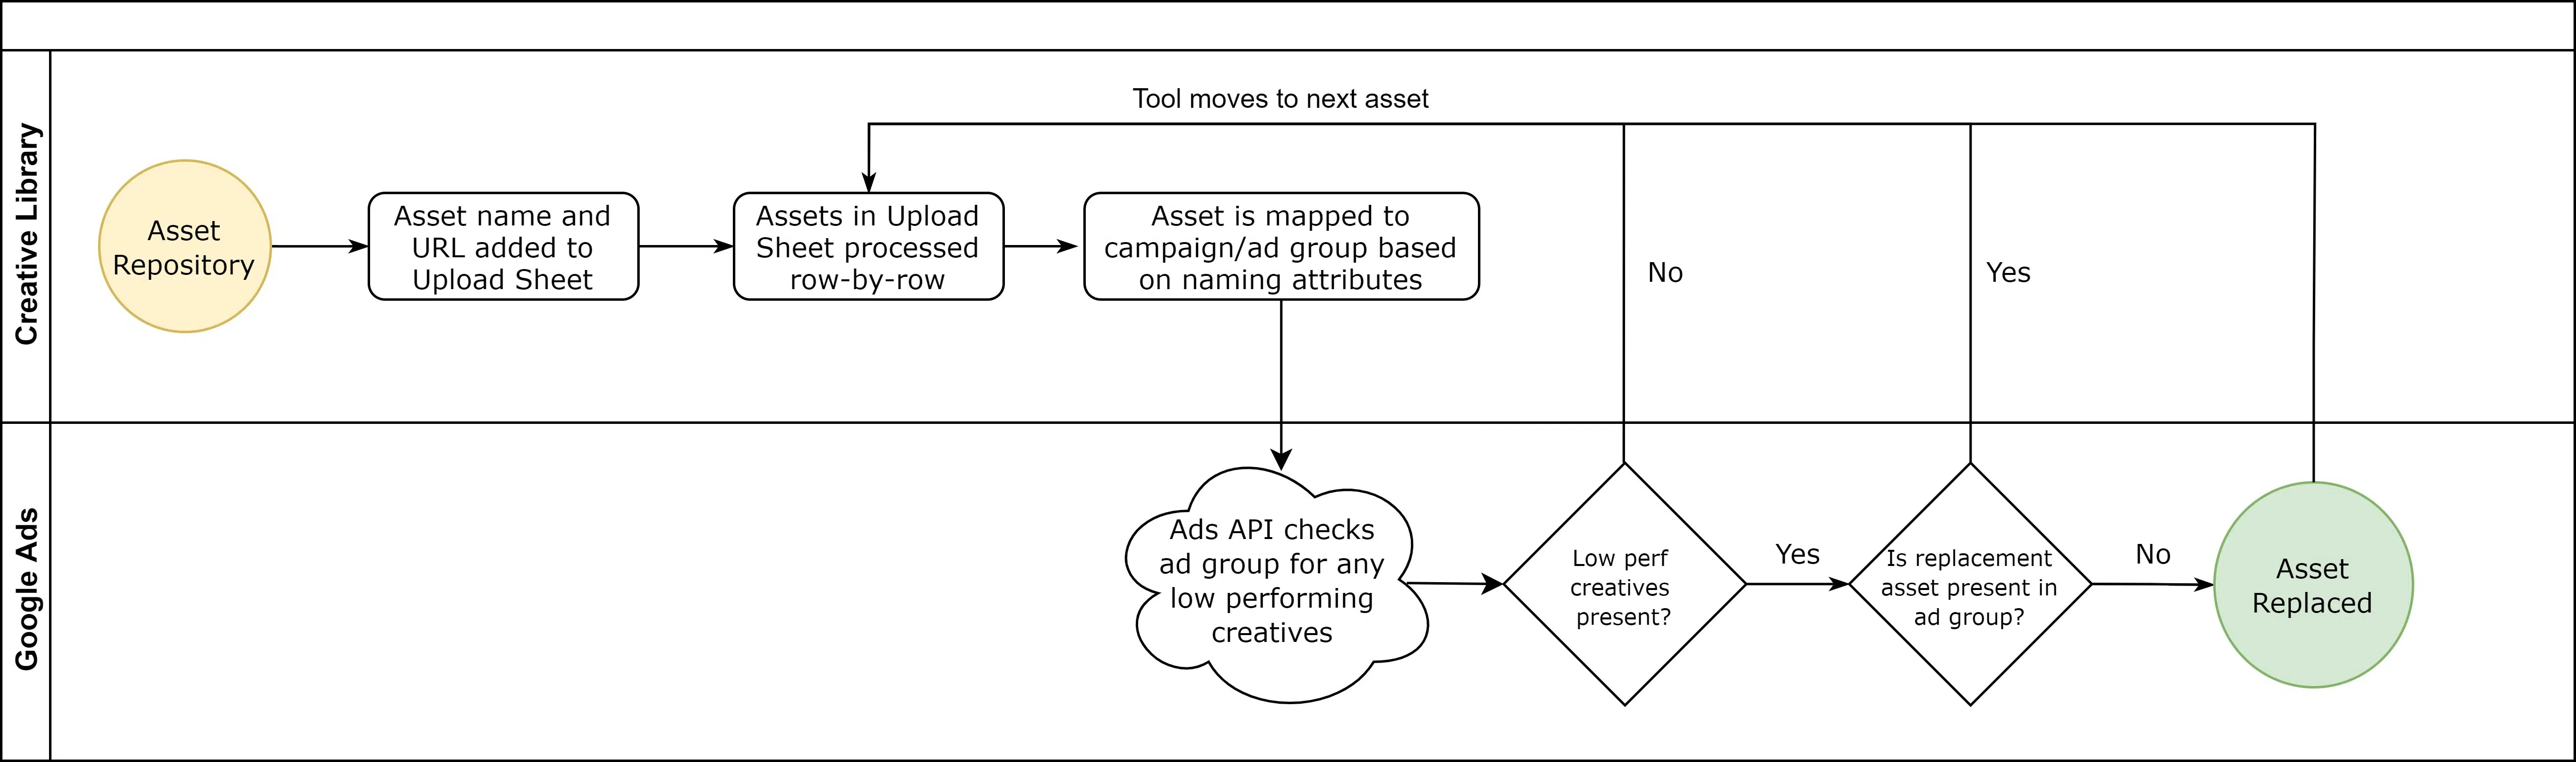 Creative Library
Tool moves to next asset
Asset
Repository
Asset name and
URL added to
Upload Sheet
Assets in Upload
Sheet processed
row-by-row
Asset is mapped to
campaign/ad group based
on naming attributes
No
Yes
Google Ads
Ads API checks
ad group for any
low performing
creatives
Low perf
creatives
present?
Yes
Is replacement
asset present in
ad group?
No
Asset
Replaced